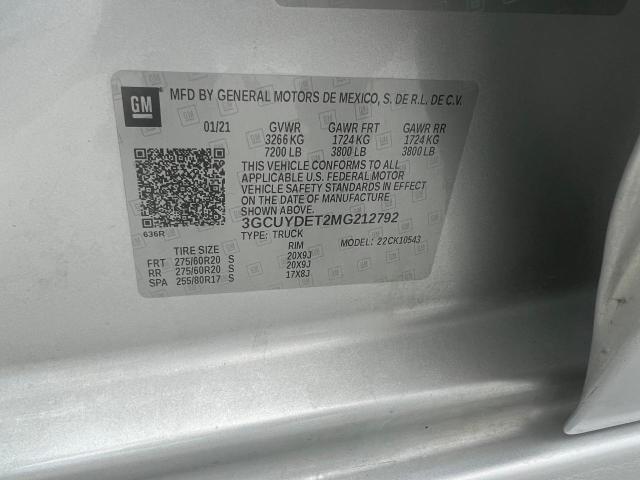 GM
MFD BY GENERAL MOTORS DE MEXICO, S. DE R.L. DE C.V.
01/21 GVWR GAWR FRT GAWR RR
3266 KG 1724 KG 1724 KG
7200 LB 3800 LB 3800 LB
THIS VEHICLE CONFORMS TO ALL
APPLICABLE U.S. FEDERAL MOTOR
VEHICLE SAFETY STANDARDS IN EFFECT
ON THE DATE OF MANUFACTURE
SHOWN ABOVE.
3GCUYDET2MG212792
636R
TYPE: TRUCK MODEL: 22CK10543
TIRE SIZE RIM
FRT 275/60R20 S 20X9J
RR 275/60R20 S 20X9J
SPA 255/80R17 S 17X8J